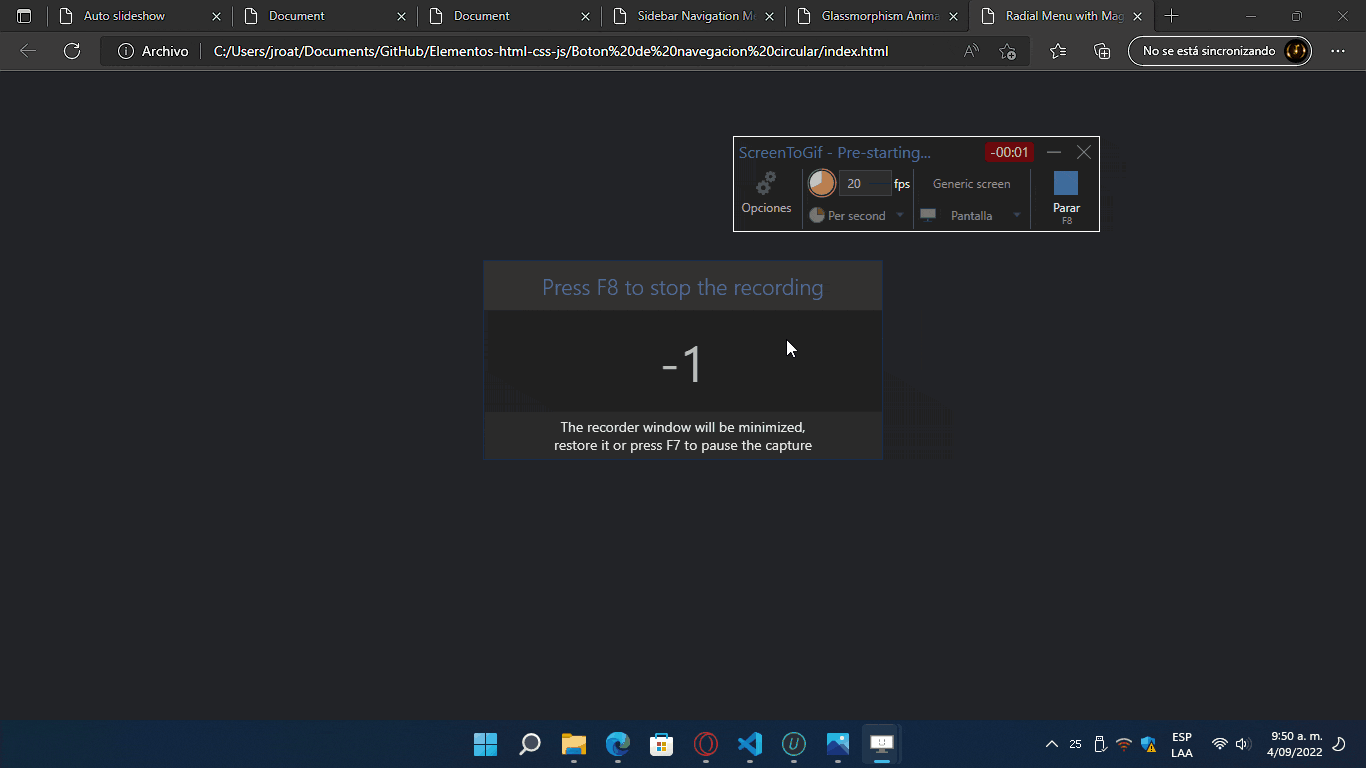 Auto slideshow
Document
Document
Sidebar Navigation M
Glassmorphism Anima
Radial Menu with Mag
Archivo
C:/Users/jroat/Documents/GitHub/Elementos-html-css-js/Boton%20de%20navegacion%20circular/index.html
No se está sincronizando
ScreenToGif - Pre-starting...
-00:01
20
fps
Generic screen
Opciones
Per second
Pantalla
Parar
F8
Press F8 to stop the recording
-1
The recorder window will be minimized,
restore it or press F7 to pause the capture
25
ESP
LAA
9:50 a. m.
4/09/2022